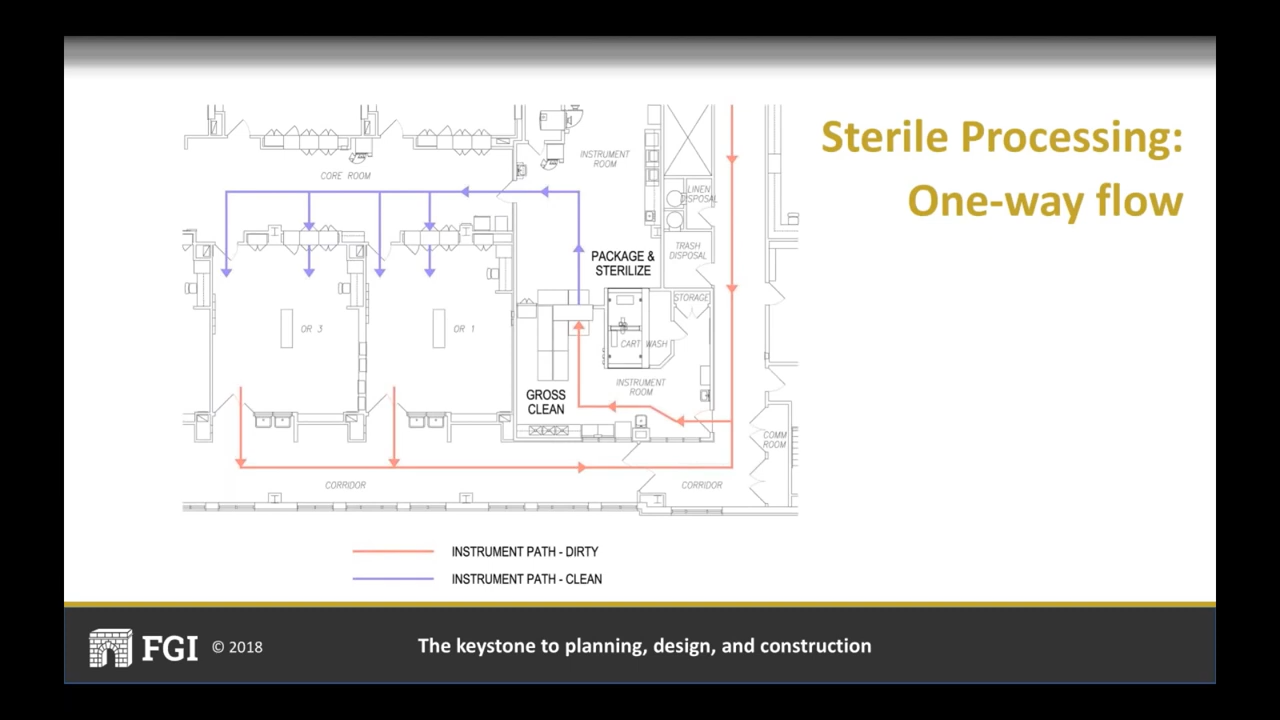 Sterile Processing:
One-way flow
INSTRUMENT
ROOM
CORE ROOM
LINEN
DISPOSAL
TRASH
DISPOSAL
PACKAGE &
STERILIZE
STORAGE
OR 3
OR 1
CART WASH
INSTRUMENT
ROOM
GROSS
CLEAN
COMM
ROOM
CORRIDOR
CORRIDOR
INSTRUMENT PATH - DIRTY
INSTRUMENT PATH - CLEAN
FGI © 2018
The keystone to planning, design, and construction